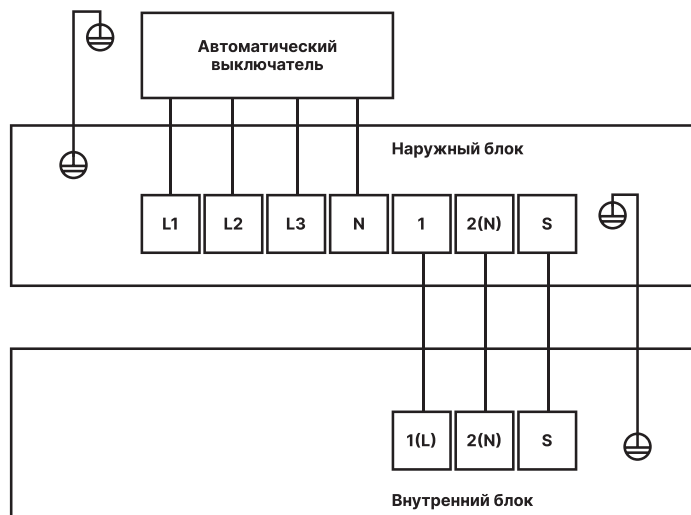 Автоматический
выключатель
Наружный блок
L1 L2 L3 N 1 2(N) S
1(L) 2(N) S
Внутренний блок